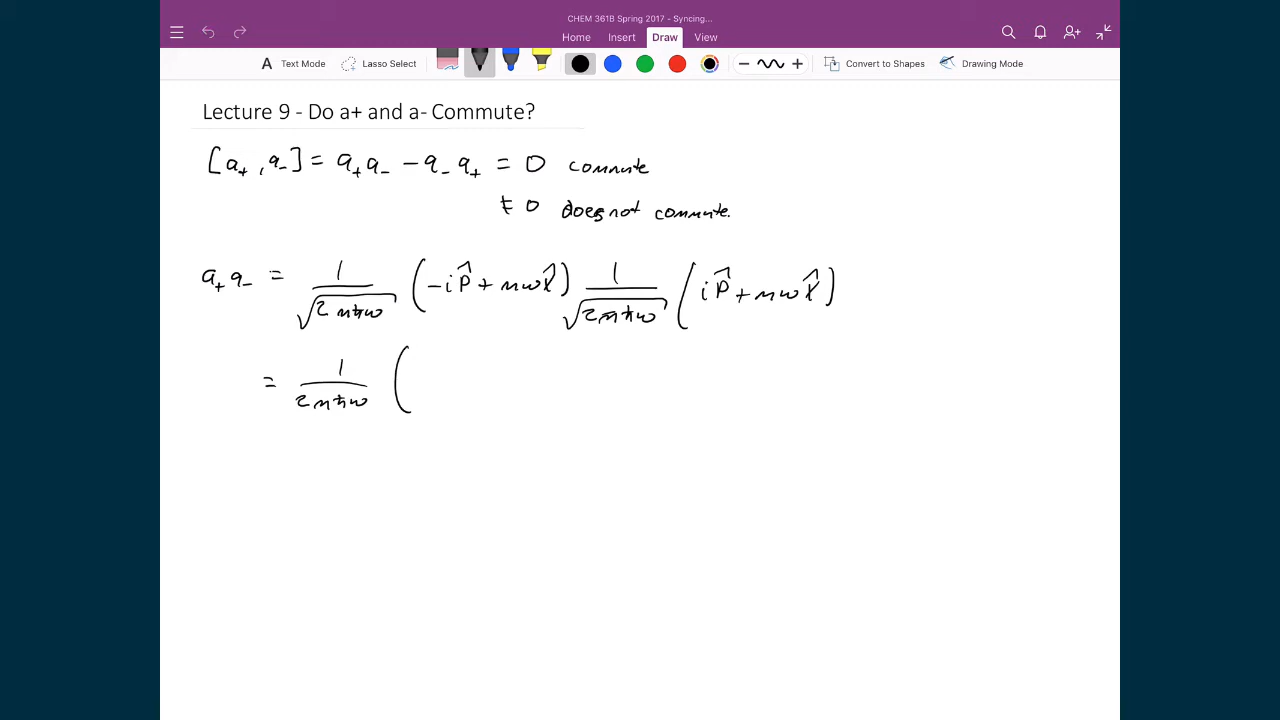 CHEM 361B Spring 2017 - Syncing...
Home Insert Draw View
A Text Mode Lasso Select Convert to Shapes Drawing Mode
Lecture 9 - Do a+ and a- Commute?
[a₊, a₋] = a₊a₋ − a₋a₊ = 0 commute
≠ 0 does not commute.
a₊a₋ = 1/√(2mħω) (−iP̂ + mωX̂) 1/√(2mħω) (iP̂ + mωX̂)
= 1/(2mħω) (